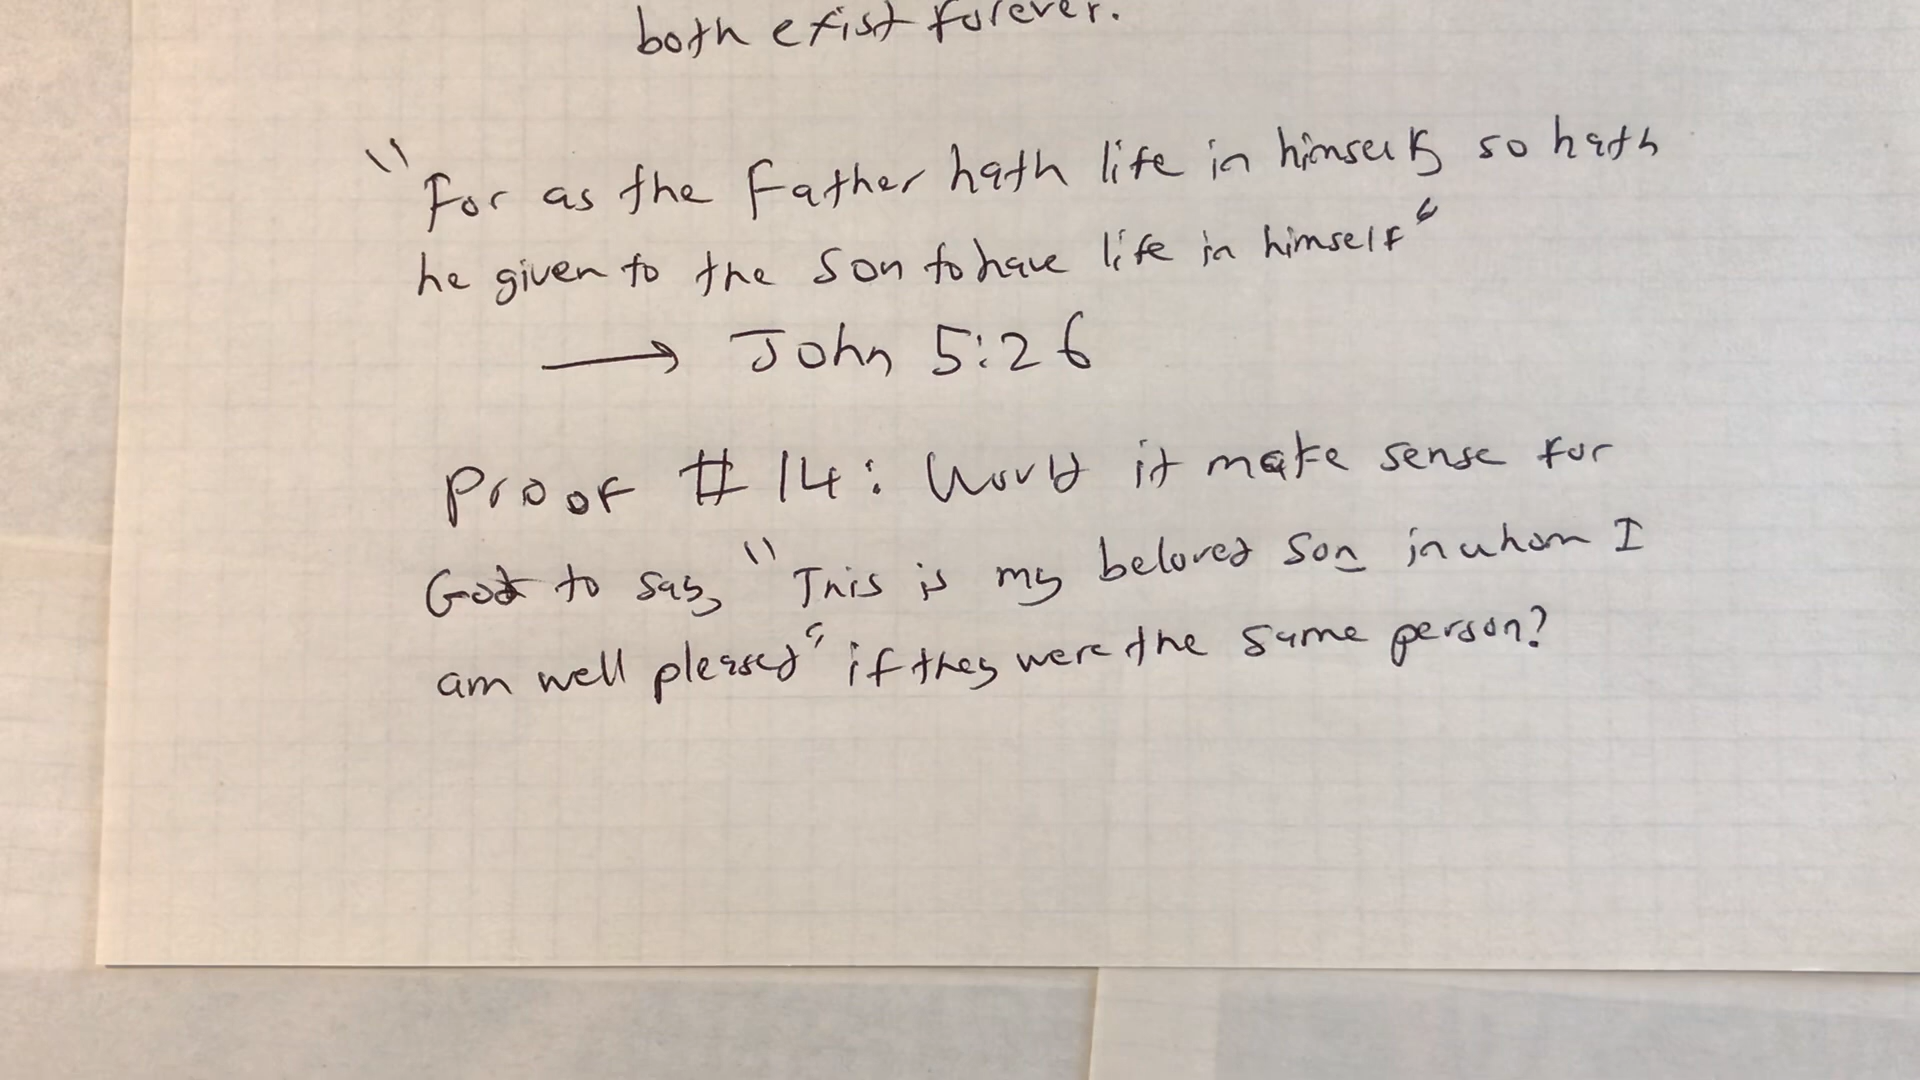 both exist forever.
"For as the Father hath life in himself, so hath
he given to the Son to have life in himself"
→ John 5:26
Proof #14: Would it make sense for
God to say, "This is my beloved Son in whom I
am well pleased" if they were the same person?